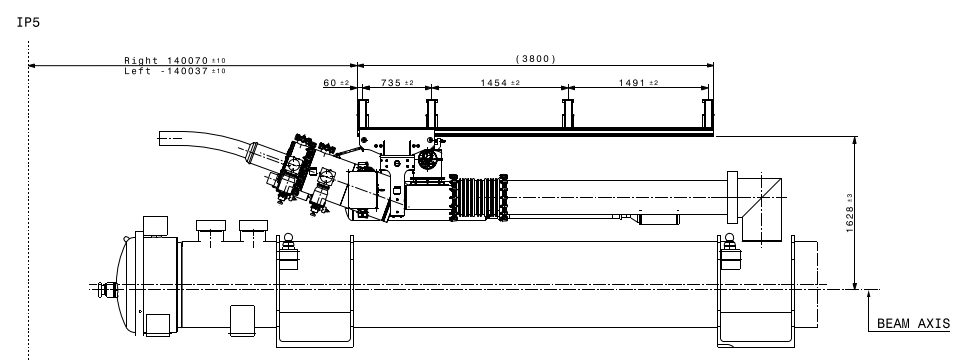 IP5
Right 140070 ±10
Left -140037 ±10
(3800)
60 ±2
735 ±2
1454 ±2
1491 ±2
1628 ±3
BEAM AXIS